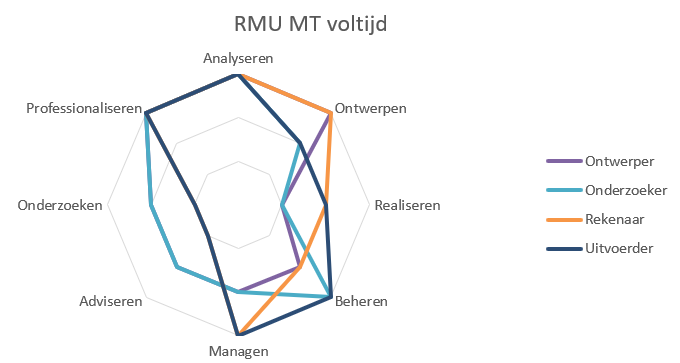 RMU MT voltijd
Analyseren
Professionaliseren
Ontwerpen
Onderzoeken
Realiseren
Adviseren
Beheren
Managen
Ontwerper
Onderzoeker
Rekenaar
Uitvoerder